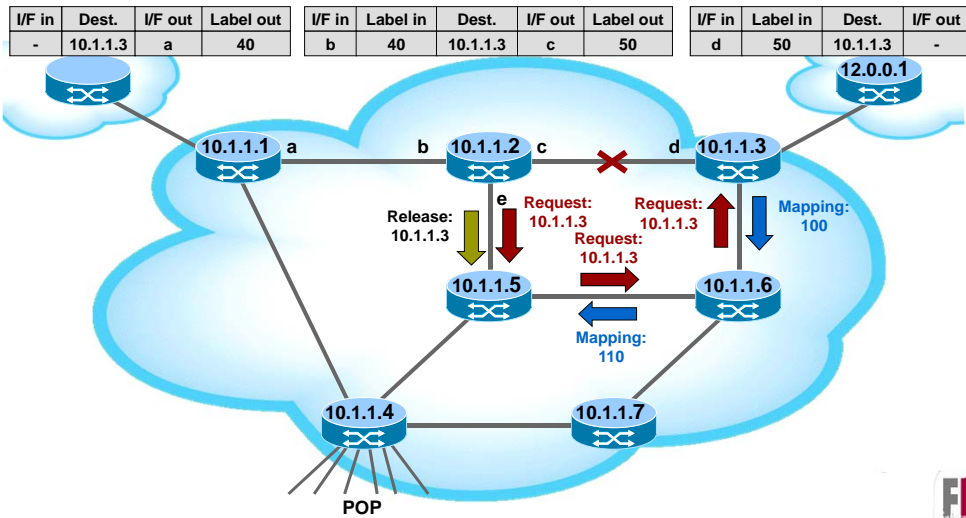 I/F in Dest. I/F out Label out
- 10.1.1.3 a 40
I/F in Label in Dest. I/F out Label out
b 40 10.1.1.3 c 50
I/F in Label in Dest. I/F out
d 50 10.1.1.3 -
12.0.0.1
10.1.1.1 a
b 10.1.1.2 c
d 10.1.1.3
Release:
10.1.1.3
e
Request:
10.1.1.3
Request:
10.1.1.3
Request:
10.1.1.3
Mapping:
100
10.1.1.5
10.1.1.6
Mapping:
110
10.1.1.4
10.1.1.7
POP